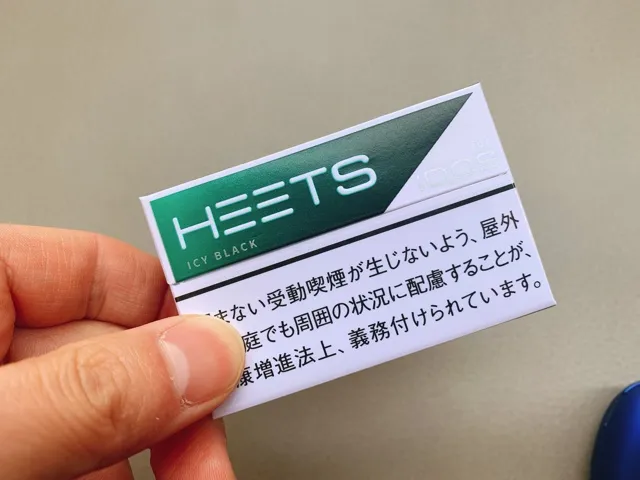 HEETS
IQOS
ICY BLACK
まない受動喫煙が生じないよう、屋外
庭でも周囲の状況に配慮することが、
康増進法上、義務付けられています。